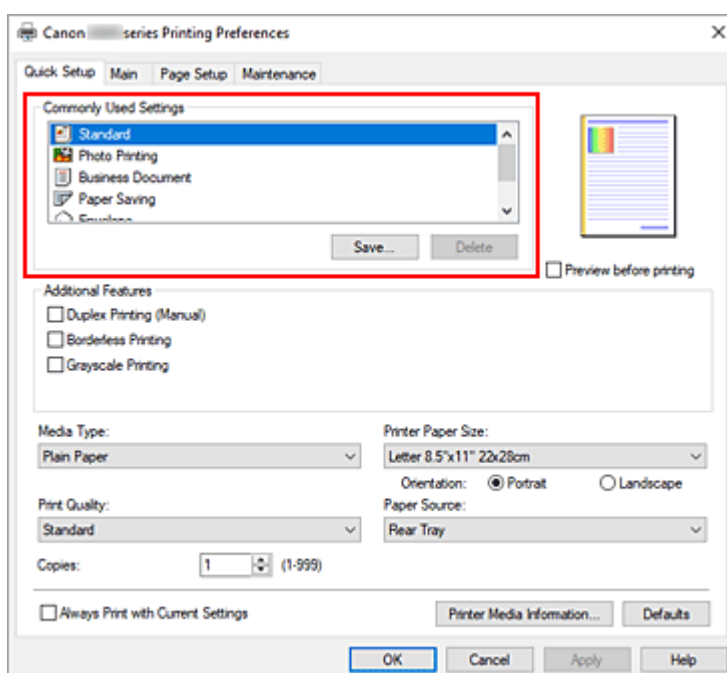 Canon series Printing Preferences
Quick Setup Main Page Setup Maintenance
Commonly Used Settings
Standard
Photo Printing
Business Document
Paper Saving
Envelope
Save... Delete
Preview before printing
Additional Features
Duplex Printing (Manual)
Borderless Printing
Grayscale Printing
Media Type: Printer Paper Size:
Plain Paper Letter 8.5"x11" 22x28cm
Orientation: Portrait Landscape
Print Quality: Paper Source:
Standard Rear Tray
Copies: 1 (1-999)
Always Print with Current Settings Printer Media Information... Defaults
OK Cancel Apply Help